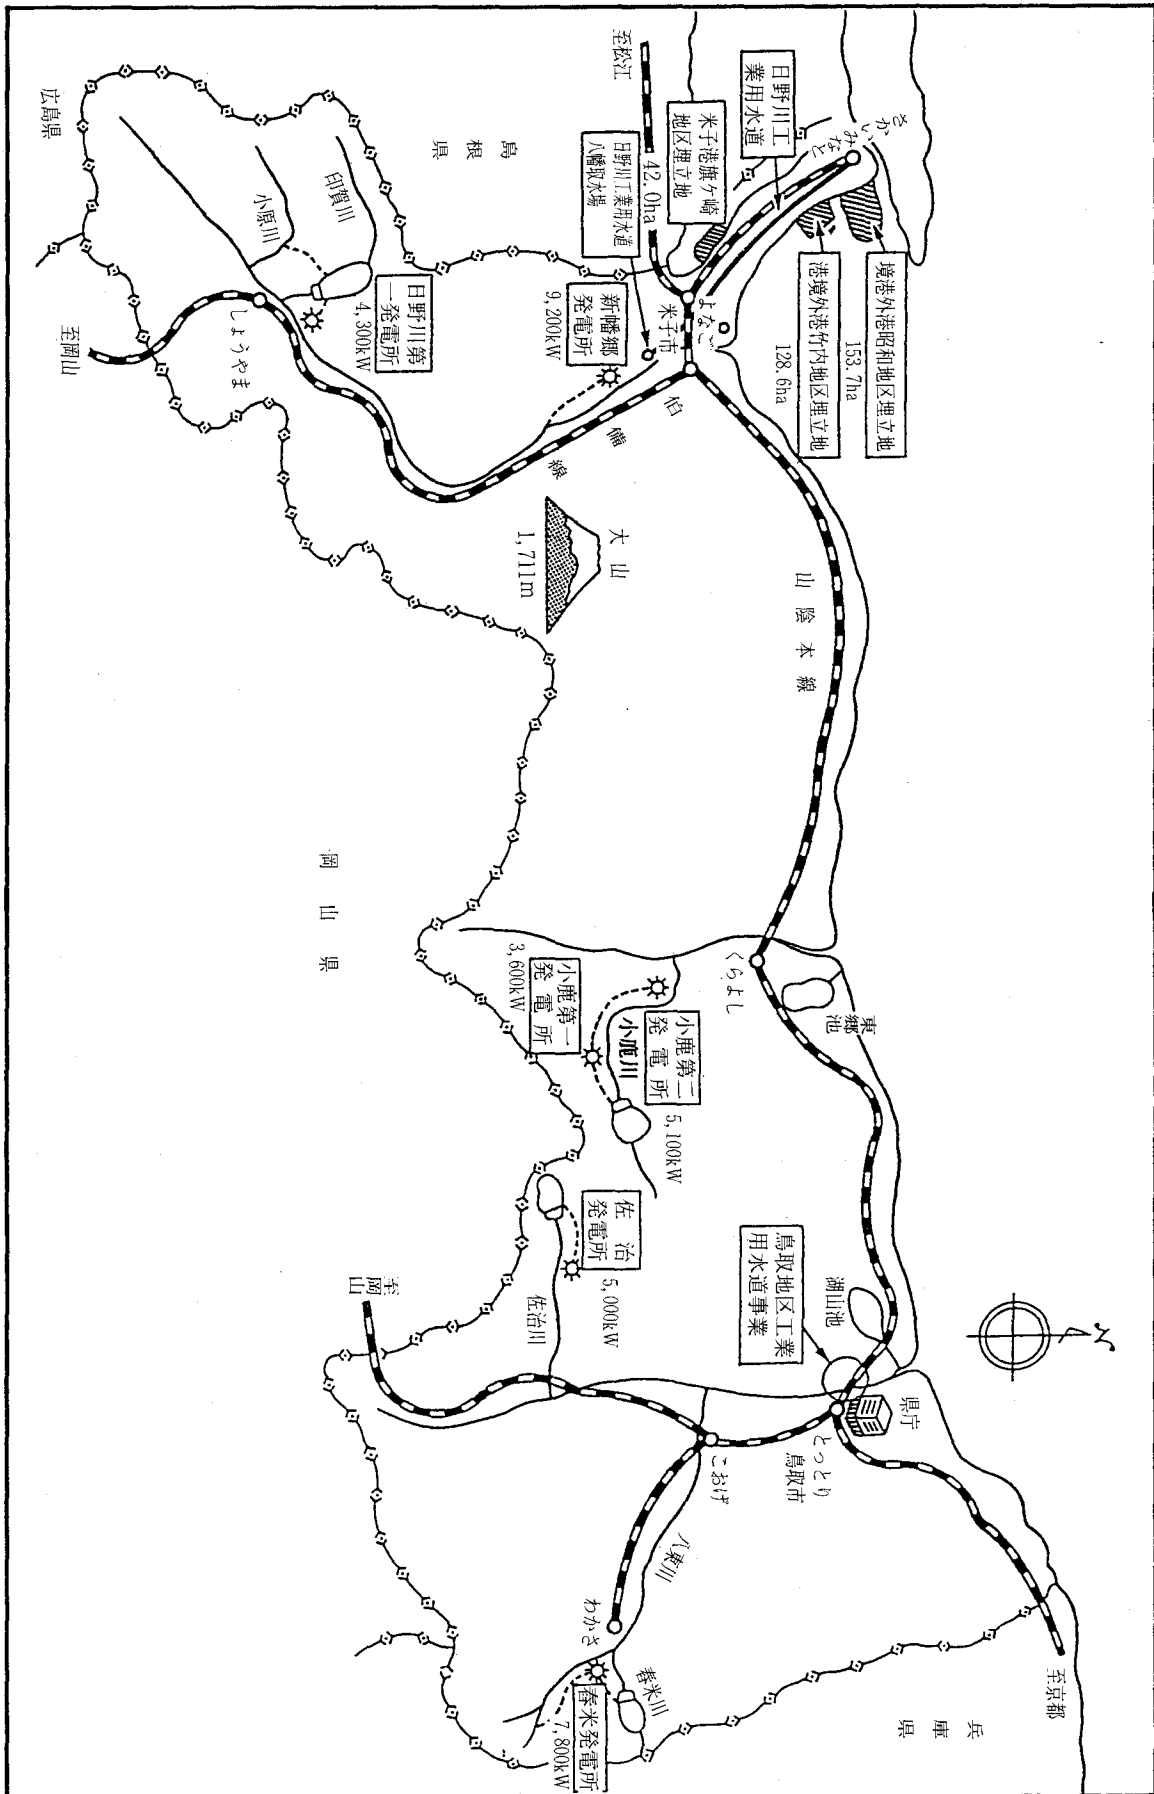 さかいみなと
境港外港昭和地区埋立地
153.7ha
港境外港竹内地区埋立地
128.6ha
日野川工
業用水道
米子港旗ケ崎
地区埋立地
42.0ha
至松江
日野川工業用水道
八幡取水場
よなご
米子市
新幡郷
発電所
9,200kW
島根県
広島県
印賀川
小原川
日野川第
一発電所
4,300kW
しょうやま
至岡山
伯備線
大山
1,711m
山陰本線
岡山県
くらよし
東郷
池
小鹿第一
発電所
3,600kW
小鹿川
小鹿第二
発電所
5,100kW
佐治
発電所
5,000kW
佐治川
至岡
山
鳥取地区工業
用水道事業
湖山池
県庁
とっとり
鳥取市
こおげ
八東川
わかさ
春米川
春米発電所
7,800kW
至京都
兵庫県
N